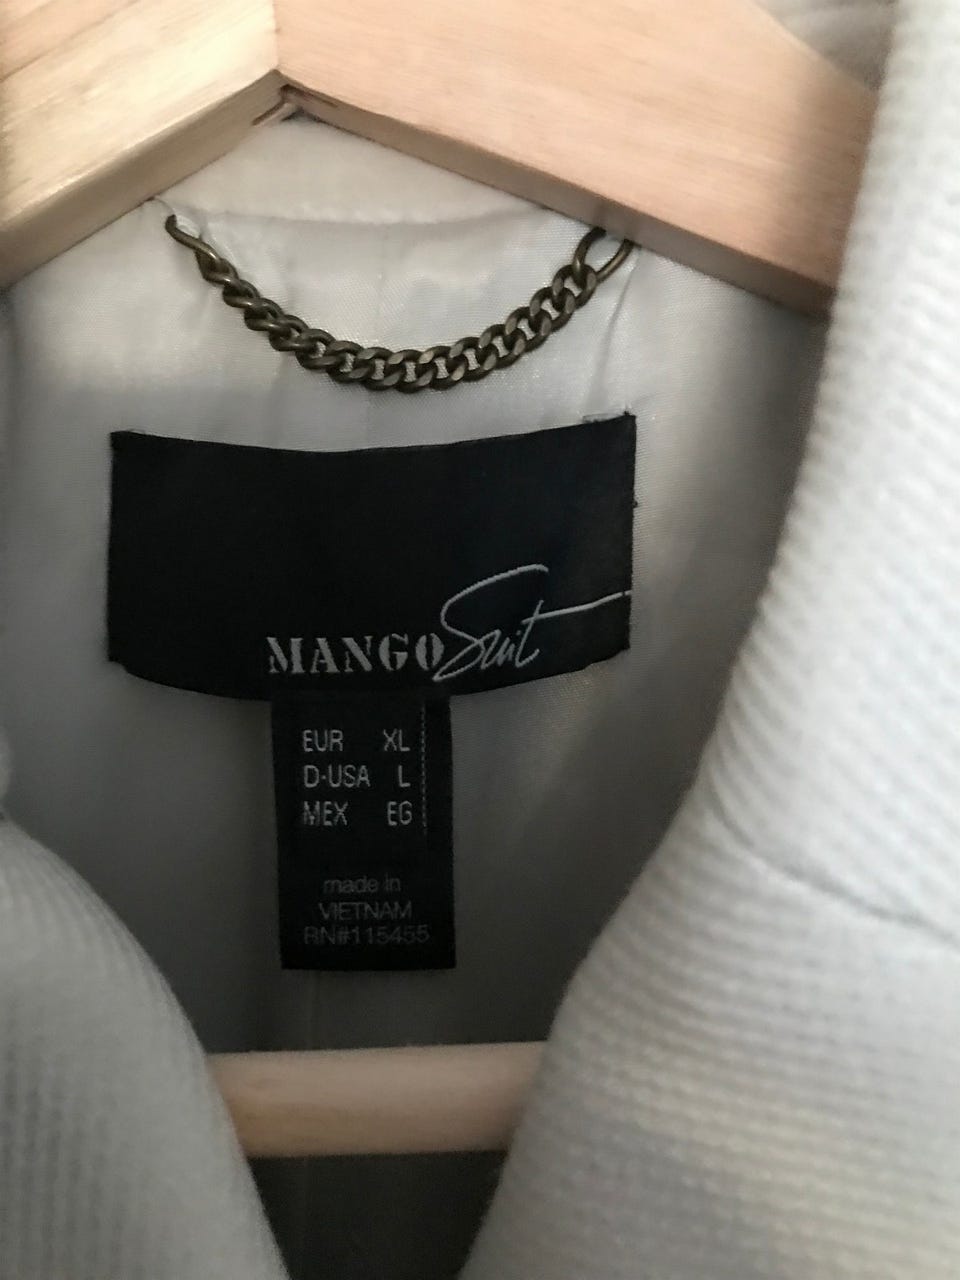 MANGO Suit
EUR XL
D-USA L
MEX EG
made in
VIETNAM
RN#115455